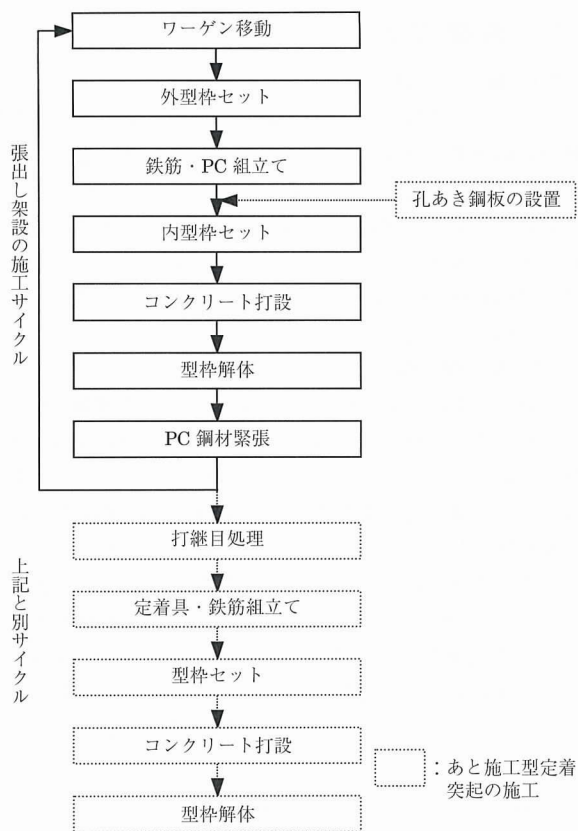 ワーゲン移動
外型枠セット
鉄筋・PC 組立て
孔あき鋼板の設置
内型枠セット
コンクリート打設
型枠解体
PC 鋼材緊張
張出し架設の施工サイクル
打継目処理
定着具・鉄筋組立て
型枠セット
コンクリート打設
型枠解体
上記と別サイクル
：あと施工型定着
突起の施工